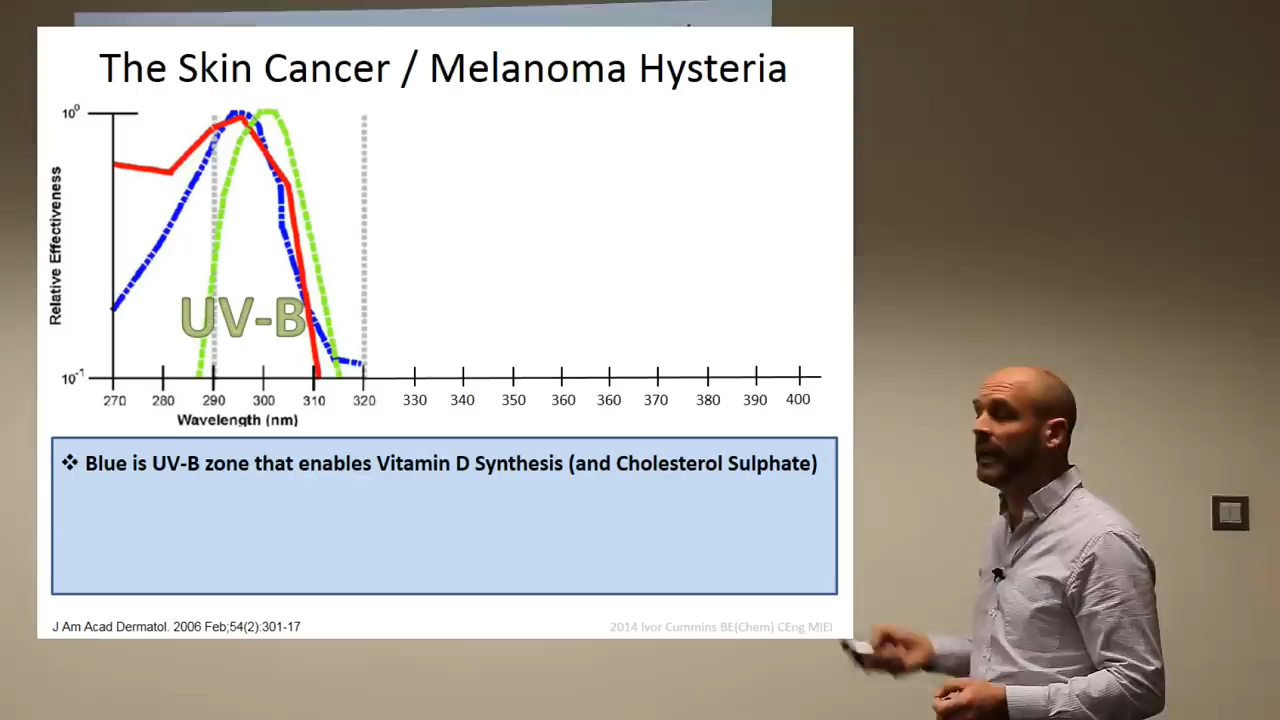 The Skin Cancer / Melanoma Hysteria
10⁰
Relative Effectiveness
UV-B
10⁻¹
270 280 290 300 310 320 330 340 350 360 360 370 380 390 400
Wavelength (nm)
❖ Blue is UV-B zone that enables Vitamin D Synthesis (and Cholesterol Sulphate)
J Am Acad Dermatol. 2006 Feb;54(2):301-17
2014 Ivor Cummins BE(Chem) CEng MIEI